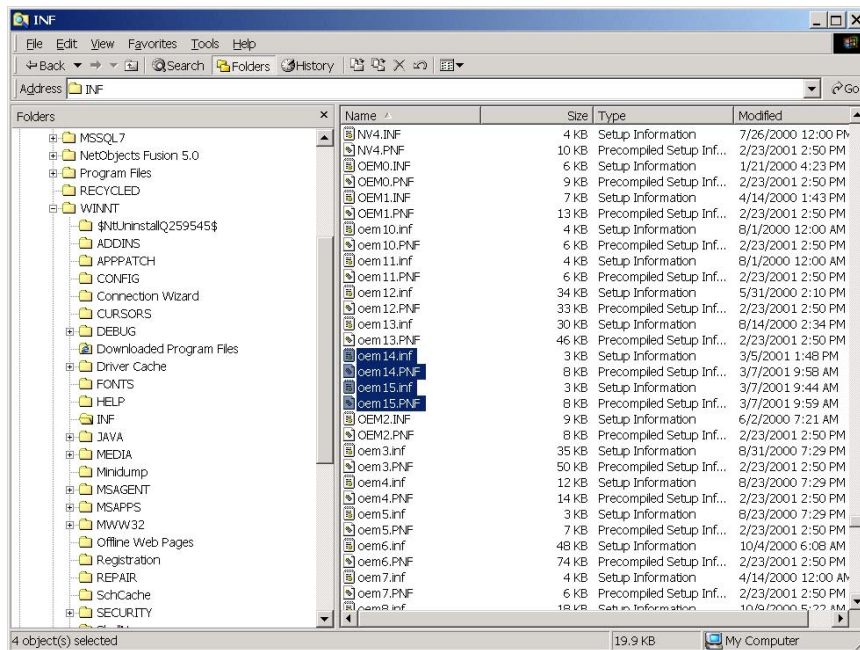 INF
File Edit View Favorites Tools Help
Back Search Folders History
Address INF Go
Folders
MSSQL7
NetObjects Fusion 5.0
Program Files
RECYCLED
WINNT
$NtUninstallQ259545$
ADDINS
APPPATCH
CONFIG
Connection Wizard
CURSORS
DEBUG
Downloaded Program Files
Driver Cache
FONTS
HELP
INF
JAVA
MEDIA
Minidump
MSAGENT
MSAPPS
MWW32
Offline Web Pages
Registration
REPAIR
SchCache
SECURITY
Name Size Type Modified
NV4.INF 4 KB Setup Information 7/26/2000 12:00 PM
NV4.PNF 10 KB Precompiled Setup Inf... 2/23/2001 2:50 PM
OEM0.INF 6 KB Setup Information 1/21/2000 4:23 PM
OEM0.PNF 9 KB Precompiled Setup Inf... 2/23/2001 2:50 PM
OEM1.INF 7 KB Setup Information 4/14/2000 1:43 PM
OEM1.PNF 13 KB Precompiled Setup Inf... 2/23/2001 2:50 PM
oem10.inf 4 KB Setup Information 8/1/2000 12:00 AM
oem10.PNF 6 KB Precompiled Setup Inf... 2/23/2001 2:50 PM
oem11.inf 4 KB Setup Information 8/1/2000 12:00 AM
oem11.PNF 6 KB Precompiled Setup Inf... 2/23/2001 2:50 PM
oem12.inf 34 KB Setup Information 5/31/2000 2:10 PM
oem12.PNF 33 KB Precompiled Setup Inf... 2/23/2001 2:50 PM
oem13.inf 30 KB Setup Information 8/14/2000 2:34 PM
oem13.PNF 46 KB Precompiled Setup Inf... 2/23/2001 2:50 PM
oem14.inf 3 KB Setup Information 3/5/2001 1:48 PM
oem14.PNF 8 KB Precompiled Setup Inf... 3/7/2001 9:58 AM
oem15.inf 3 KB Setup Information 3/7/2001 9:44 AM
oem15.PNF 8 KB Precompiled Setup Inf... 3/7/2001 9:59 AM
OEM2.INF 9 KB Setup Information 6/2/2000 7:21 AM
OEM2.PNF 8 KB Precompiled Setup Inf... 2/23/2001 2:50 PM
oem3.inf 35 KB Setup Information 8/31/2000 7:29 PM
oem3.PNF 50 KB Precompiled Setup Inf... 2/23/2001 2:50 PM
oem4.inf 12 KB Setup Information 8/23/2000 7:29 PM
oem4.PNF 14 KB Precompiled Setup Inf... 2/23/2001 2:50 PM
oem5.inf 3 KB Setup Information 8/23/2000 7:29 PM
oem5.PNF 7 KB Precompiled Setup Inf... 2/23/2001 2:50 PM
oem6.inf 48 KB Setup Information 10/4/2000 6:08 AM
oem6.PNF 74 KB Precompiled Setup Inf... 2/23/2001 2:50 PM
oem7.inf 4 KB Setup Information 4/14/2000 12:00 AM
oem7.PNF 6 KB Precompiled Setup Inf... 2/23/2001 2:50 PM
oem8.inf 18 KB Setup Information 10/9/2000 5:22 AM
4 object(s) selected 19.9 KB My Computer